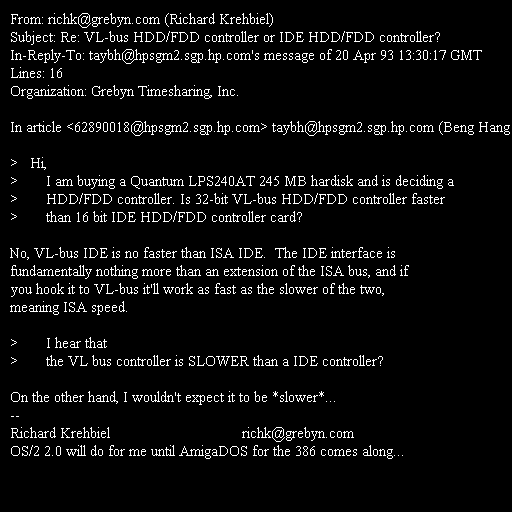 From: richk@grebyn.com (Richard Krehbiel)
Subject: Re: VL-bus HDD/FDD controller or IDE HDD/FDD controller?
In-Reply-To: taybh@hpsgm2.sgp.hp.com's message of 20 Apr 93 13:30:17 GMT
Lines: 16
Organization: Grebyn Timesharing, Inc.

In article <62890018@hpsgm2.sgp.hp.com> taybh@hpsgm2.sgp.hp.com (Beng Hang

>   Hi,
>       I am buying a Quantum LPS240AT 245 MB hardisk and is deciding a
>       HDD/FDD controller. Is 32-bit VL-bus HDD/FDD controller faster
>       than 16 bit IDE HDD/FDD controller card?

No, VL-bus IDE is no faster than ISA IDE.  The IDE interface is
fundamentally nothing more than an extension of the ISA bus, and if
you hook it to VL-bus it'll work as fast as the slower of the two,
meaning ISA speed.

>       I hear that
>       the VL bus controller is SLOWER than a IDE controller?

On the other hand, I wouldn't expect it to be *slower*...
--
Richard Krehbiel                                   richk@grebyn.com
OS/2 2.0 will do for me until AmigaDOS for the 386 comes along...